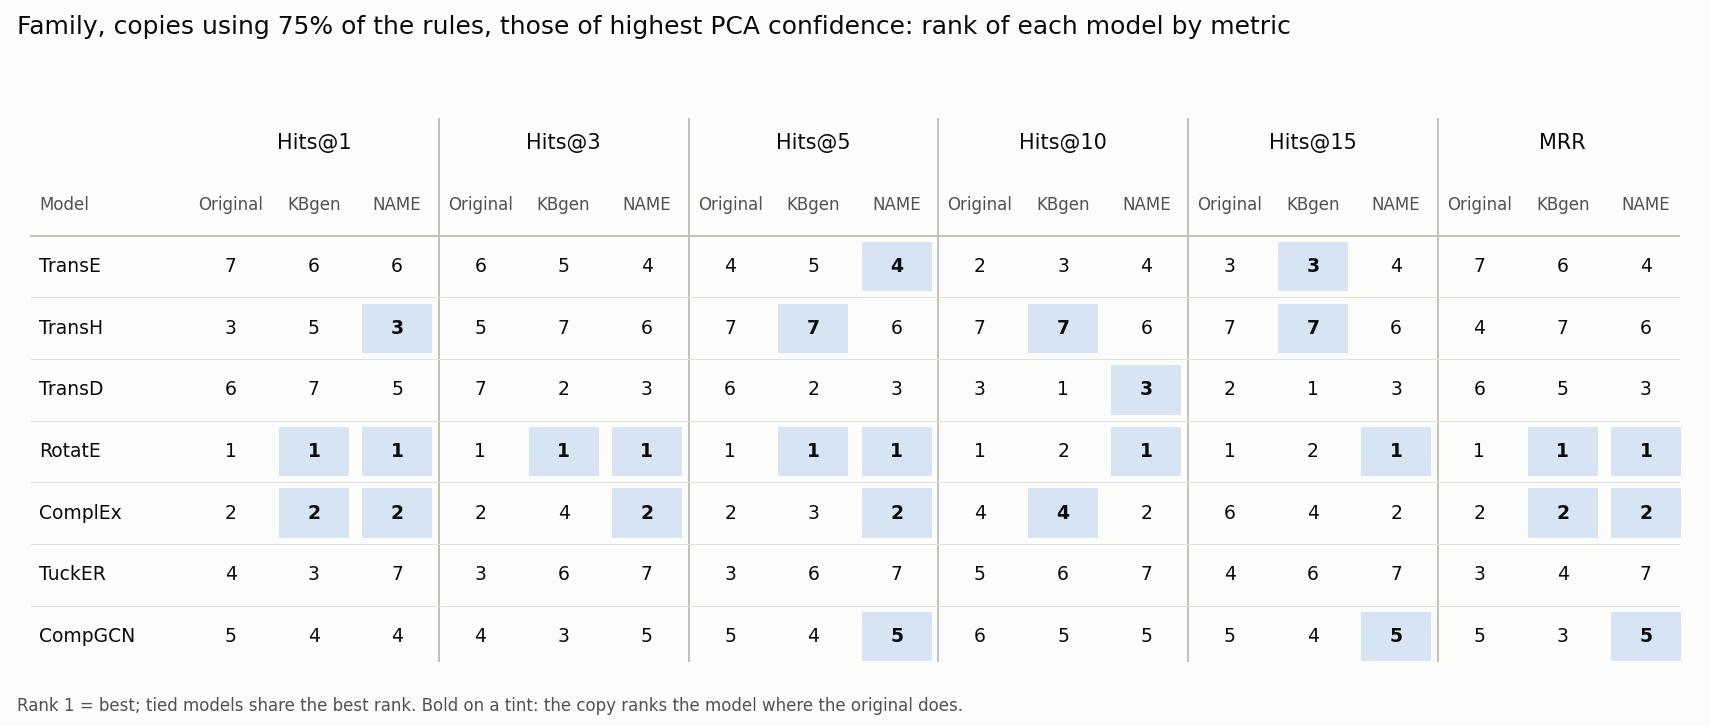 Family, copies using 75% of the rules, those of highest PCA confidence: rank of each model by metric
Hits@1 Hits@3 Hits@5 Hits@10 Hits@15 MRR
Model Original KBgen NAME Original KBgen NAME Original KBgen NAME Original KBgen NAME Original KBgen NAME Original KBgen NAME
TransE 7 6 6 6 5 4 4 5 4 2 3 4 3 3 4 7 6 4
TransH 3 5 3 5 7 6 7 7 6 7 7 6 7 7 6 4 7 6
TransD 6 7 5 7 2 3 6 2 3 3 1 3 2 1 3 6 5 3
RotatE 1 1 1 1 1 1 1 1 1 1 2 1 1 2 1 1 1 1
ComplEx 2 2 2 2 4 2 2 3 2 4 4 2 6 4 2 2 2 2
TuckER 4 3 7 3 6 7 3 6 7 5 6 7 4 6 7 3 4 7
CompGCN 5 4 4 4 3 5 5 4 5 6 5 5 5 4 5 5 3 5
Rank 1 = best; tied models share the best rank. Bold on a tint: the copy ranks the model where the original does.